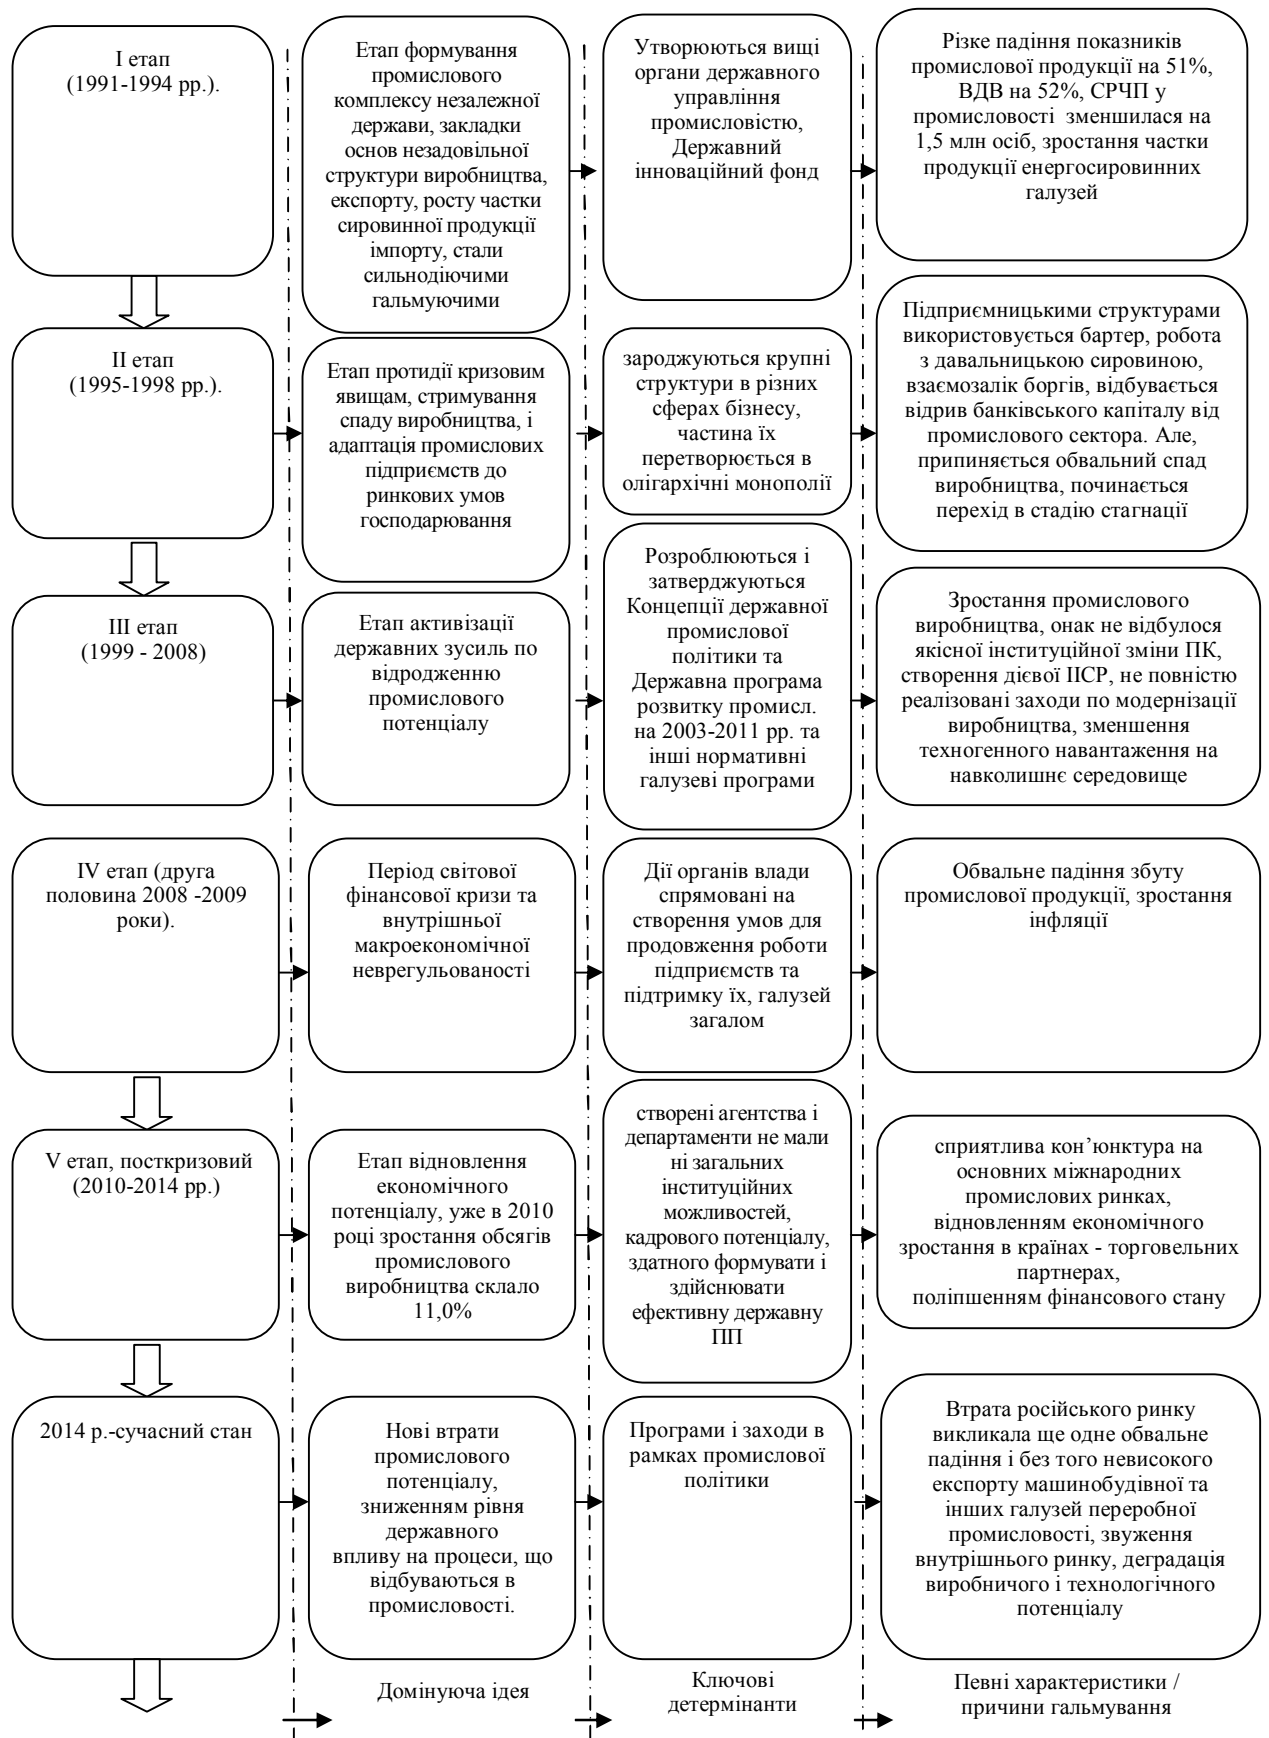 I етап
(1991-1994 рр.).
Етап формування
промислового
комплексу незалежної
держави, закладки
основ незадовільної
структури виробництва,
експорту, росту частки
сировинної продукції
імпорту, стали
сильнодіючими
гальмуючими
Утворюються вищі
органи державного
управління
промисловістю,
Державний
інноваційний фонд
Різке падіння показників
промислової продукції на 51%,
ВДВ на 52%, СРЧП у
промисловості зменшилася на
1,5 млн осіб, зростання частки
продукції енергосировинних
галузей
II етап
(1995-1998 рр.).
Етап протидії кризовим
явищам, стримування
спаду виробництва, і
адаптація промислових
підприємств до
ринкових умов
господарювання
зароджуються крупні
структури в різних
сферах бізнесу,
частина їх
перетворюється в
олігархічні монополії
Підприємницькими структурами
використовується бартер, робота
з давальницькою сировиною,
взаємозалік боргів, відбувається
відрив банківського капіталу від
промислового сектора. Але,
припиняється обвальний спад
виробництва, починається
перехід в стадію стагнації
III етап
(1999 - 2008)
Етап активізації
державних зусиль по
відродженню
промислового
потенціалу
Розроблюються і
затверджуються
Концепції державної
промислової
політики та
Державна програма
розвитку промисл.
на 2003-2011 рр. та
інші нормативні
галузеві програми
Зростання промислового
виробництва, онак не відбулося
якісної інституційної зміни ПК,
створення дієвої ІІСР, не повністю
реалізовані заходи по модернізації
виробництва, зменшення
техногенного навантаження на
навколишнє середовище
IV етап (друга
половина 2008 -2009
роки).
Період світової
фінансової кризи та
внутрішньої
макроекономічної
неврегульованості
Дії органів влади
спрямовані на
створення умов для
продовження роботи
підприємств та
підтримку їх, галузей
загалом
Обвальне падіння збуту
промислової продукції, зростання
інфляції
V етап, посткризовий
(2010-2014 рр.)
Етап відновлення
економічного
потенціалу, уже в 2010
році зростання обсягів
промислового
виробництва склало
11,0%
створені агентства і
департаменти не мали
ні загальних
інституційних
можливостей,
кадрового потенціалу,
здатного формувати і
здійснювати
ефективну державну
ПП
сприятлива кон’юнктура на
основних міжнародних
промислових ринках,
відновленням економічного
зростання в країнах - торговельних
партнерах,
поліпшенням фінансового стану
2014 р.-сучасний стан
Нові втрати
промислового
потенціалу,
зниженням рівня
державного
впливу на процеси, що
відбуваються в
промисловості.
Програми і заходи в
рамках промислової
політики
Втрата російського ринку
викликала ще одне обвальне
падіння і без того невисокого
експорту машинобудівної та
інших галузей переробної
промисловості, звуження
внутрішнього ринку, деградація
виробничого і технологічного
потенціалу
Домінуюча ідея
Ключові
детермінанти
Певні характеристики /
причини гальмування